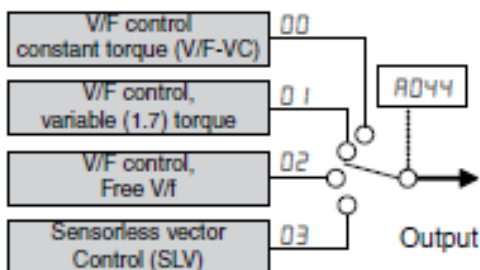 V/F control
constant torque (V/F-VC)
00
V/F control,
variable (1.7) torque
01
A044
V/F control,
Free V/f
02
Sensorless vector
Control (SLV)
03
Output